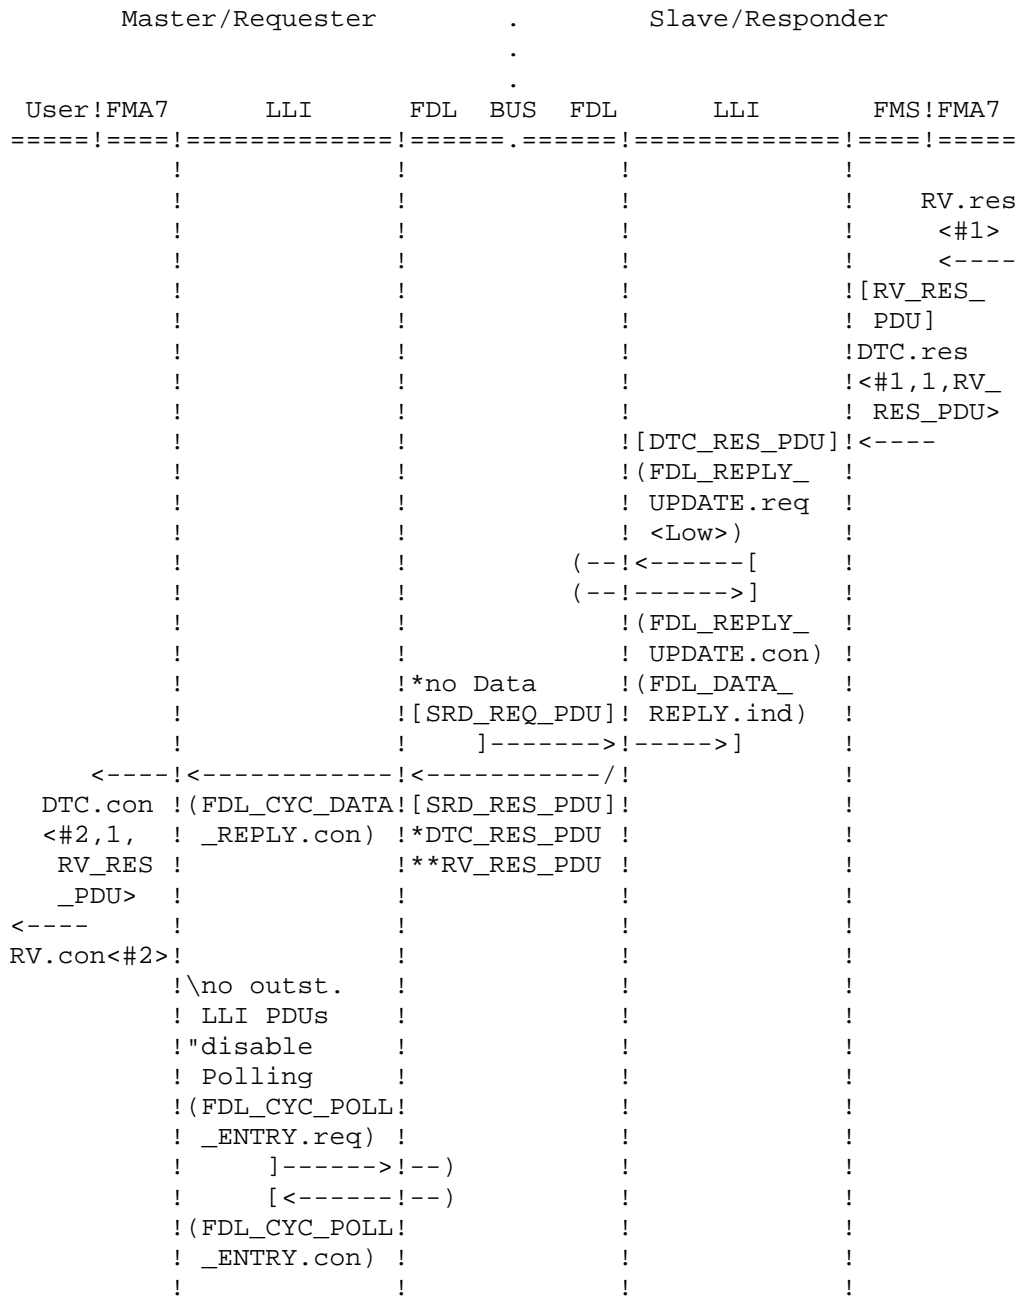 Master/Requester         .        Slave/Responder
                                .
                                .
 User!FMA7      LLI      FDL  BUS  FDL      LLI         FMS!FMA7
=====!====!=============!======.======!=============!====!=====
          !             !             !             !
          !             !             !             !    RV.res
          !             !             !             !     <#1>
          !             !             !             !     <----
          !             !             !             ![RV_RES_
          !             !             !             ! PDU]
          !             !             !             !DTC.res
          !             !             !             !<#1,1,RV_
          !             !             !             ! RES_PDU>
          !             !             ![DTC_RES_PDU]!<----
          !             !             !(FDL_REPLY_  !
          !             !             ! UPDATE.req  !
          !             !             ! <Low>)      !
          !             !          (--!<------[     !
          !             !          (--!------>]     !
          !             !             !(FDL_REPLY_  !
          !             !             ! UPDATE.con) !
          !             !*no Data     !(FDL_DATA_   !
          !             ![SRD_REQ_PDU]! REPLY.ind)  !
          !             !    ]------->!----->]      !
     <----!<------------!<-----------/!             !
  DTC.con !(FDL_CYC_DATA![SRD_RES_PDU]!             !
  <#2,1,  ! _REPLY.con) !*DTC_RES_PDU !             !
   RV_RES !             !**RV_RES_PDU !             !
   _PDU>  !             !             !             !
<----     !             !             !             !
RV.con<#2>!             !             !             !
          !\no outst.   !             !             !
          ! LLI PDUs    !             !             !
          !"disable     !             !             !
          ! Polling     !             !             !
          !(FDL_CYC_POLL!             !             !
          ! _ENTRY.req) !             !             !
          !     ]------>!--)          !             !
          !     [<------!--)          !             !
          !(FDL_CYC_POLL!             !             !
          ! _ENTRY.con) !             !             !
          !             !             !             !